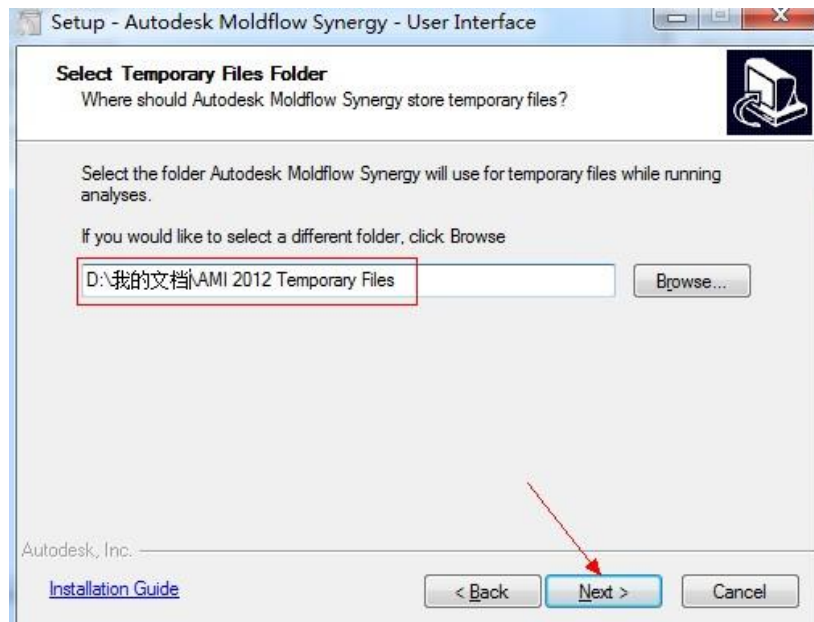 Setup - Autodesk Moldflow Synergy - User Interface
Select Temporary Files Folder
Where should Autodesk Moldflow Synergy store temporary files?
Select the folder Autodesk Moldflow Synergy will use for temporary files while running
analyses.
If you would like to select a different folder, click Browse
D:\我的文档\AMI 2012 Temporary Files
Browse...
Autodesk, Inc.
Installation Guide
< Back
Next >
Cancel